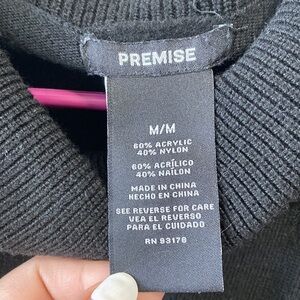 PREMISE
M/M
60% ACRYLIC
40% NYLON
60% ACRÍLICO
40% NAILON
MADE IN CHINA
HECHO EN CHINA
SEE REVERSE FOR CARE
VEA EL REVERSO
PARA EL CUIDADO
RN 93176